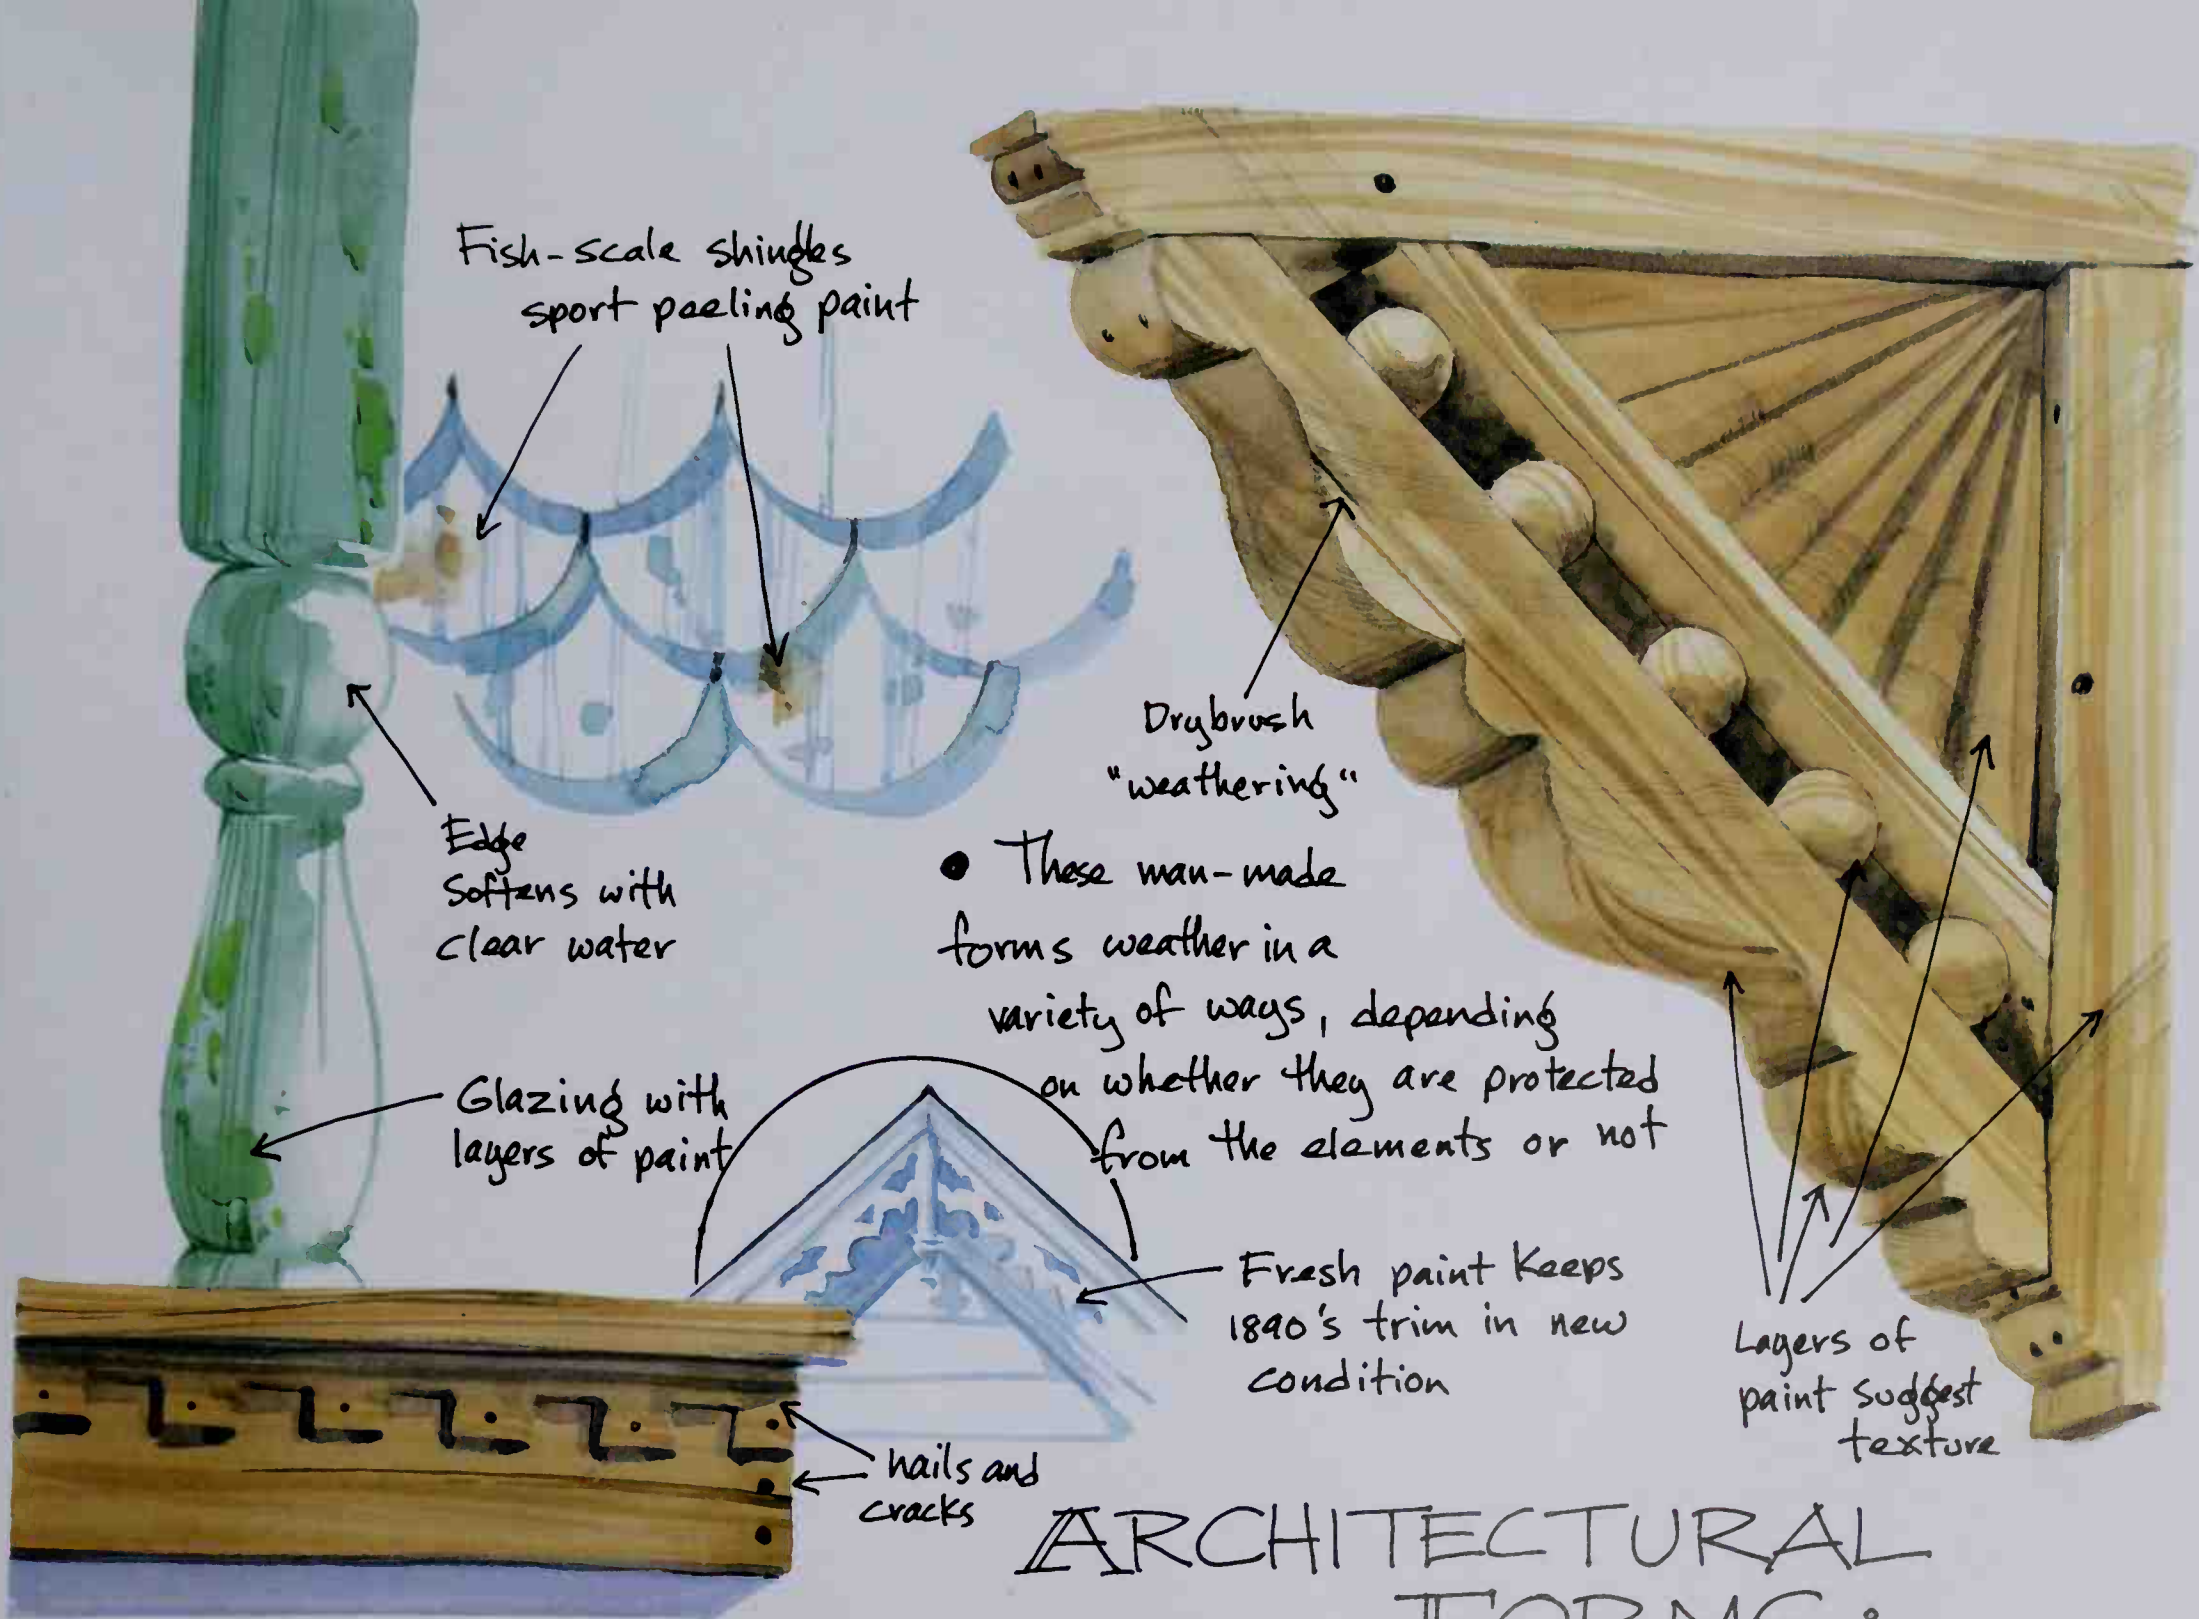 Fish-scale shingles
sport peeling paint
Edge
Softens with
clear water
Drybrush
"weathering"
• These man-made
forms weather in a
variety of ways, depending
on whether they are protected
from the elements or not
Glazing with
layers of paint
Fresh paint Keeps
1890's trim in new
condition
Layers of
paint suggest
texture
nails and
cracks
ARCHITECTURAL
FORMS: